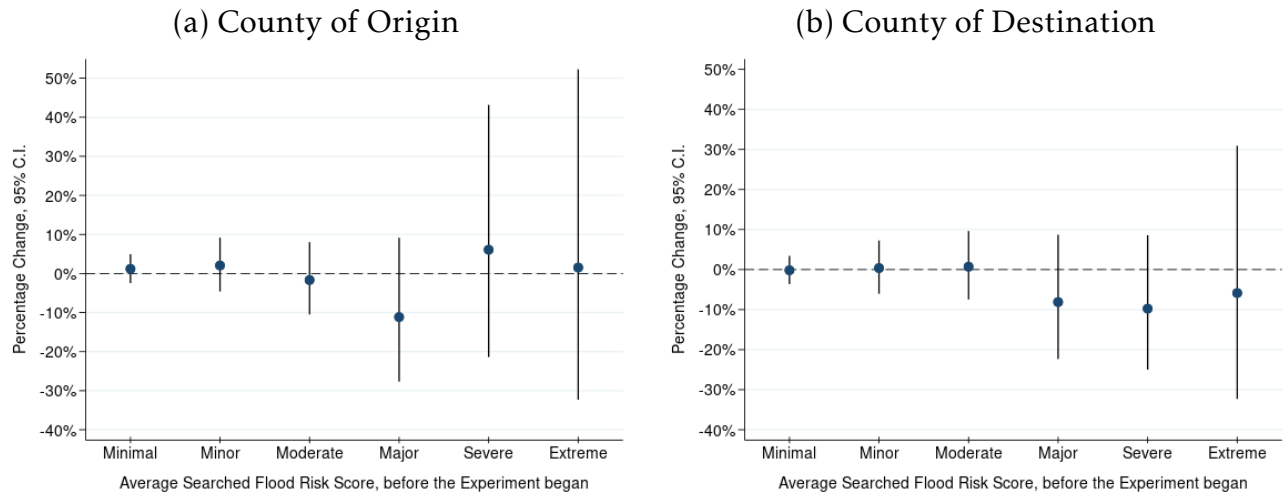 (a) County of Origin
Percentage Change, 95% C.I.
50%
40%
30%
20%
10%
0%
-10%
-20%
-30%
-40%
Minimal Minor Moderate Major Severe Extreme
Average Searched Flood Risk Score, before the Experiment began
(b) County of Destination
Percentage Change, 95% C.I.
50%
40%
30%
20%
10%
0%
-10%
-20%
-30%
-40%
Minimal Minor Moderate Major Severe Extreme
Average Searched Flood Risk Score, before the Experiment began